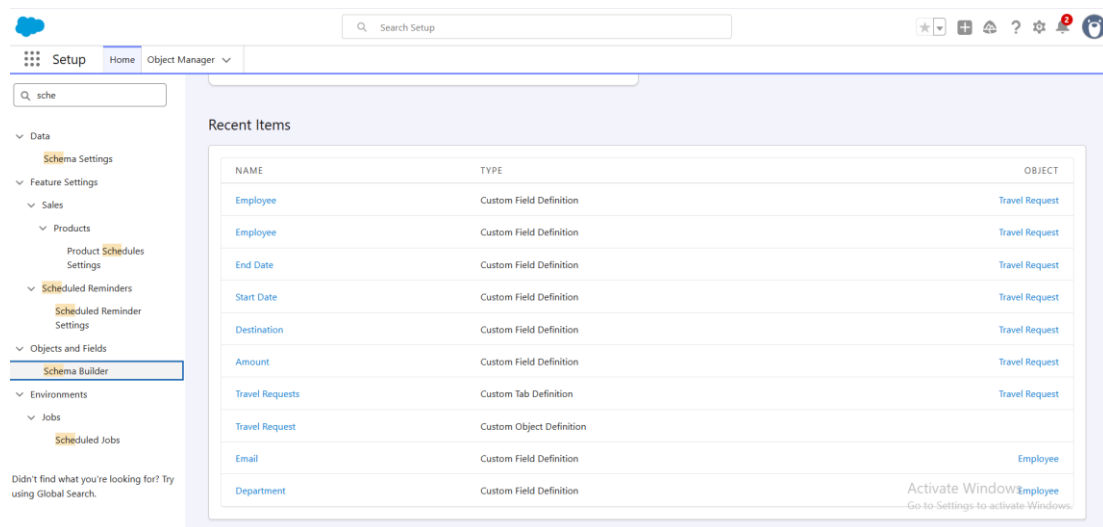 Search Setup
2
Setup Home Object Manager
sche
Data
Schema Settings
Feature Settings
Sales
Products
Product Schedules
Settings
Scheduled Reminders
Scheduled Reminder
Settings
Objects and Fields
Schema Builder
Environments
Jobs
Scheduled Jobs
Didn't find what you're looking for? Try
using Global Search.
Recent Items
NAME TYPE OBJECT
Employee Custom Field Definition Travel Request
Employee Custom Field Definition Travel Request
End Date Custom Field Definition Travel Request
Start Date Custom Field Definition Travel Request
Destination Custom Field Definition Travel Request
Amount Custom Field Definition Travel Request
Travel Requests Custom Tab Definition Travel Request
Travel Request Custom Object Definition
Email Custom Field Definition Employee
Department Custom Field Definition Employee
Activate Windows
Go to Settings to activate Windows.